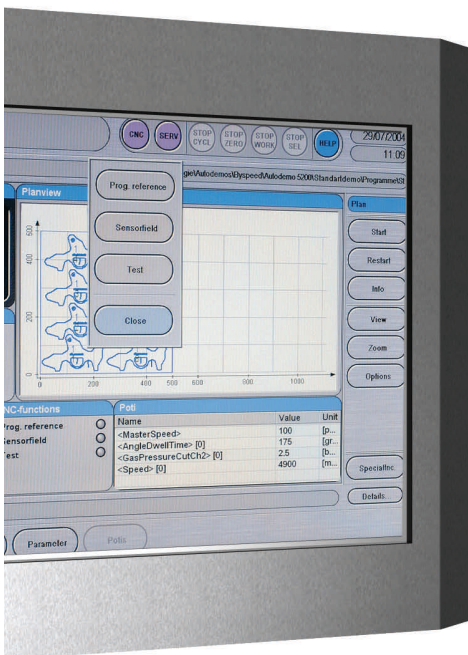 CNC
SERV
STOP CYCL
STOP ZERO
STOP WORK
STOP SEL
HELP
29/07/2004
11:09
gie\Autodemos\Byspeed\Autodemo 5200\Standarddemo\Programme\St
Planview
Prog. reference
Sensorfield
Test
Close
500
400
200
0
0
200
400
500
600
800
1000
Plan
Start
Restart
Info
View
Zoom
Options
NC-functions
Prog. reference
Sensorfield
Test
Poti
Name Value Unit
<MasterSpeed> 100 [p...
<AngleDwellTime> [0] 175 [gr...
<GasPressureCutCh2> [0] 2.5 [b...
<Speed> [0] 4900 [m...
SpecialInc.
Details
Parameter
Potis